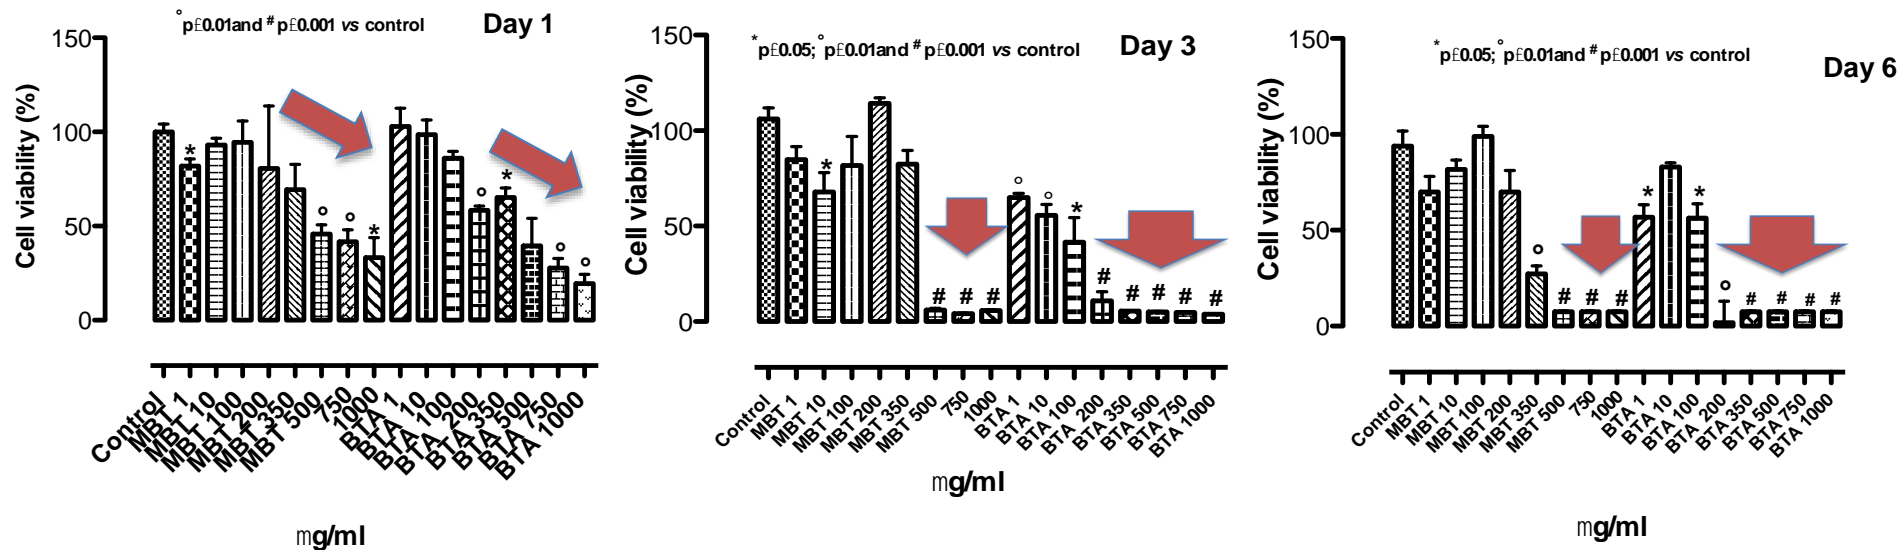 °p£0.01and #p£0.001 vs control
Day 1
Cell viability (%)
150
100
50
0
* ° ° * ° * ° °
Control
MBT 1
MBT 10
MBT 100
MBT 200
MBT 350
MBT 500
750
1000
BTA 1
BTA 10
BTA 100
BTA 200
BTA 350
BTA 500
BTA 750
BTA 1000
mg/ml
*p£0.05;°p£0.01and #p£0.001 vs control
Day 3
Cell viability (%)
150
100
50
0
* # # # ° ° * # # # # #
Control
MBT 1
MBT 10
MBT 100
MBT 200
MBT 350
MBT 500
750
1000
BTA 1
BTA 10
BTA 100
BTA 200
BTA 350
BTA 500
BTA 750
BTA 1000
mg/ml
*p£0.05;°p£0.01and #p£0.001 vs control
Day 6
Cell viability (%)
150
100
50
0
° # # # * * ° # # # #
Control
MBT 1
MBT 10
MBT 100
MBT 200
MBT 350
MBT 500
750
1000
BTA 1
BTA 10
BTA 100
BTA 200
BTA 350
BTA 500
BTA 750
BTA 1000
mg/ml